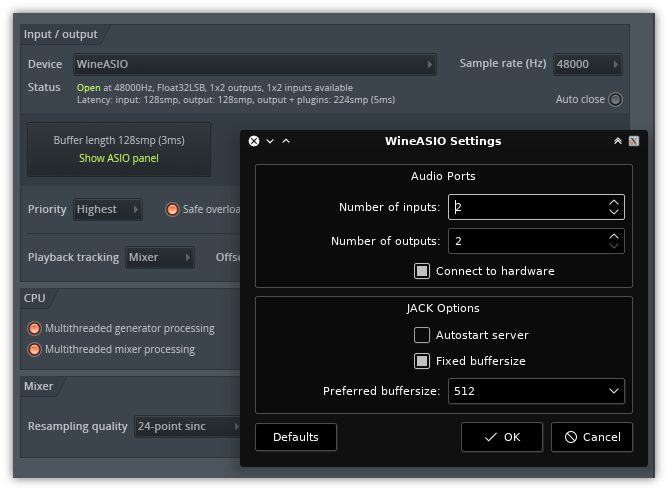 Input / output
Device
WineASIO
Sample rate (Hz)
48000
Status
Open at 48000Hz, Float32LSB, 1x2 outputs, 1x2 inputs available
Latency: input: 128smp, output: 128smp, output + plugins: 224smp (5ms)
Auto close
Buffer length 128smp (3ms)
Show ASIO panel
Priority
Highest
Safe overloa
Playback tracking
Mixer
Offse
CPU
Multithreaded generator processing
Multithreaded mixer processing
Mixer
Resampling quality
24-point sinc
WineASIO Settings
Audio Ports
Number of inputs:
2
Number of outputs:
2
Connect to hardware
JACK Options
Autostart server
Fixed buffersize
Preferred buffersize:
512
Defaults
OK
Cancel